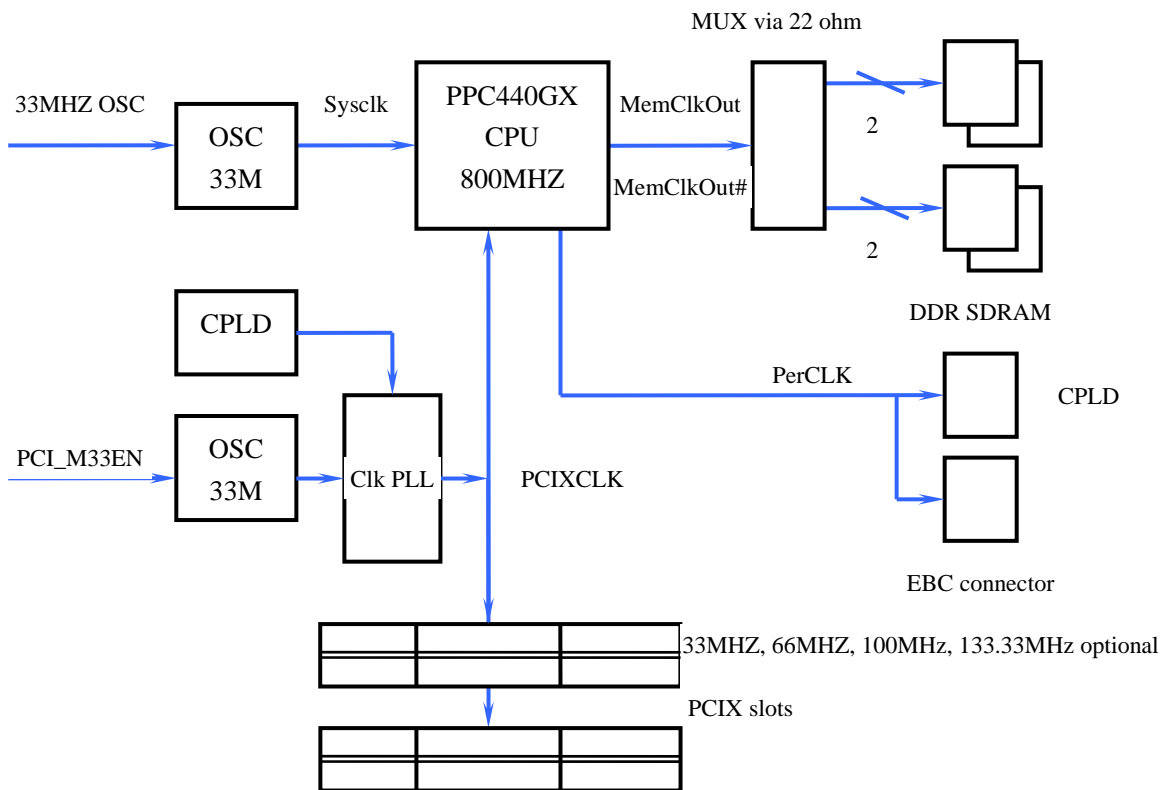 MUX via 22 ohm
33MHZ OSC
OSC
33M
Sysclk
PPC440GX
CPU
800MHZ
MemClkOut
MemClkOut#
2
2
DDR SDRAM
CPLD
PerCLK
CPLD
PCI_M33EN
OSC
33M
Clk PLL
PCIXCLK
EBC connector
33MHZ, 66MHZ, 100MHz, 133.33MHz optional
PCIX slots